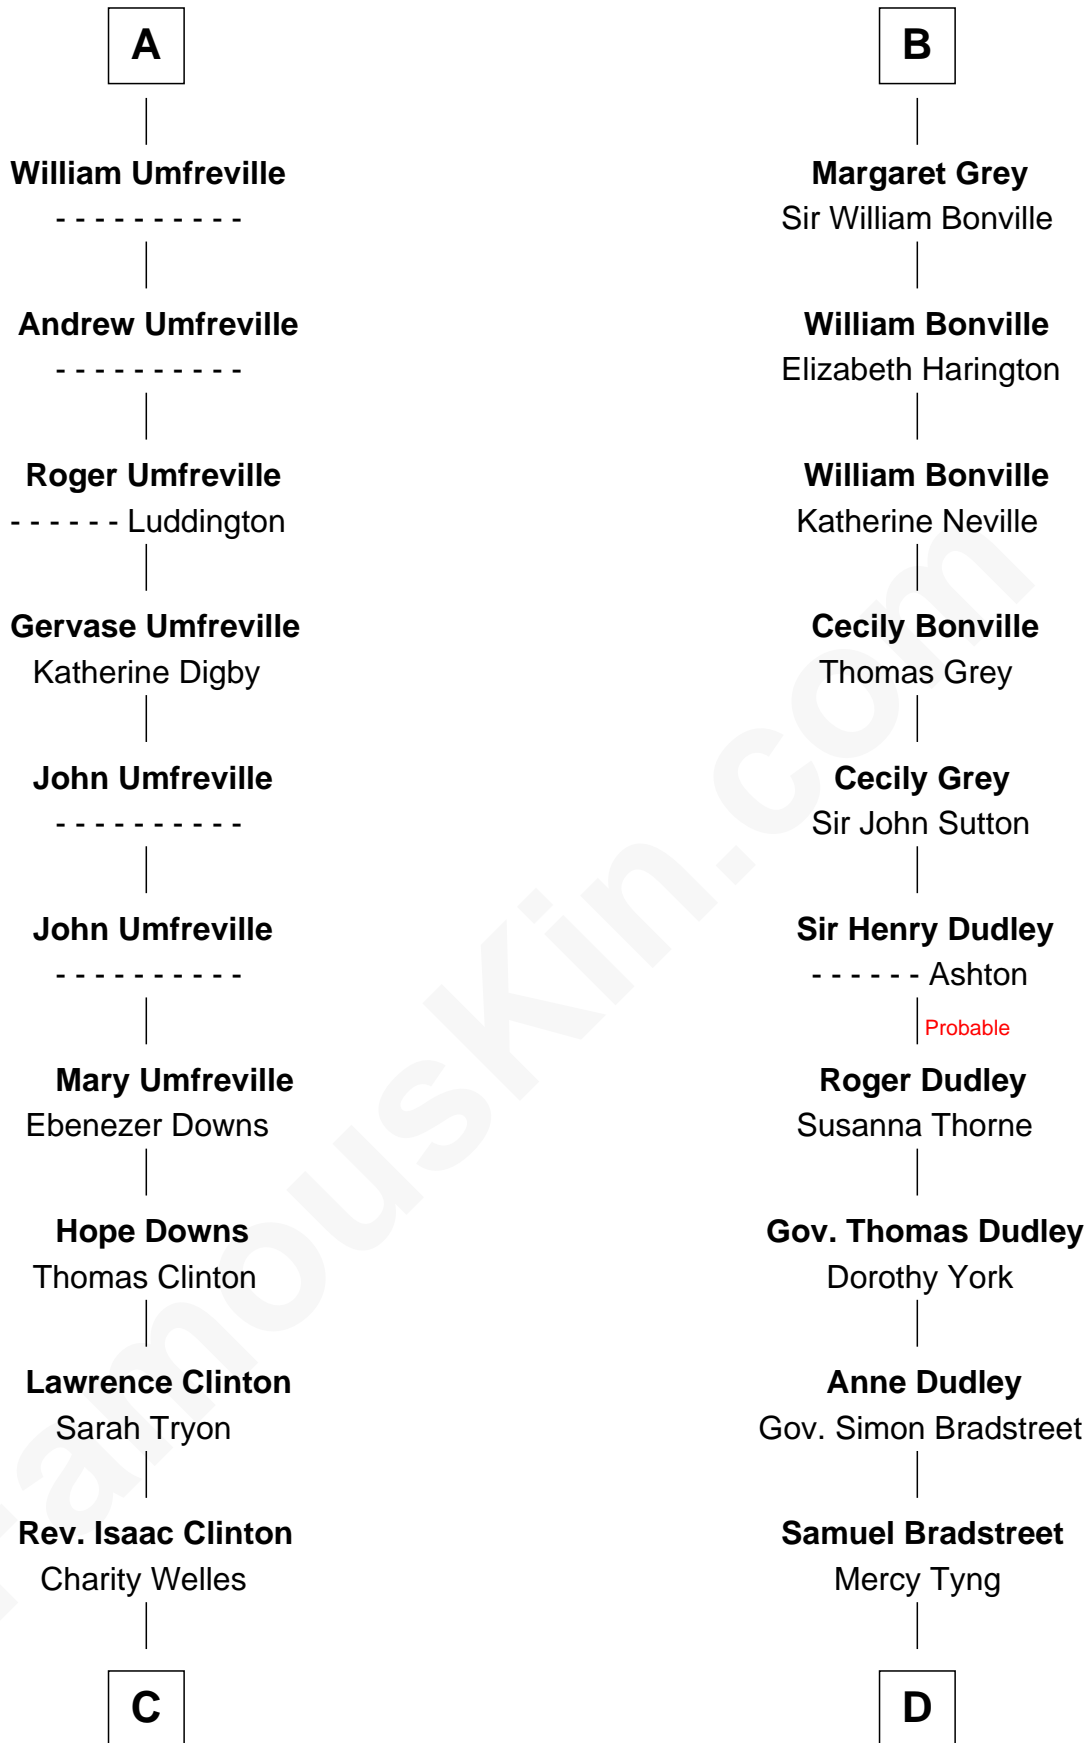 A
William Umfreville
- - - - - - - - - -
Andrew Umfreville
- - - - - - - - - -
Roger Umfreville
- - - - - - Luddington
Gervase Umfreville
Katherine Digby
John Umfreville
- - - - - - - - - -
John Umfreville
- - - - - - - - - -
Mary Umfreville
Ebenezer Downs
Hope Downs
Thomas Clinton
Lawrence Clinton
Sarah Tryon
Rev. Isaac Clinton
Charity Welles
C
B
Margaret Grey
Sir William Bonville
William Bonville
Elizabeth Harington
William Bonville
Katherine Neville
Cecily Bonville
Thomas Grey
Cecily Grey
Sir John Sutton
Sir Henry Dudley
- - - - - - Ashton
Probable
Roger Dudley
Susanna Thorne
Gov. Thomas Dudley
Dorothy York
Anne Dudley
Gov. Simon Bradstreet
Samuel Bradstreet
Mercy Tyng
D
FamousKin.com